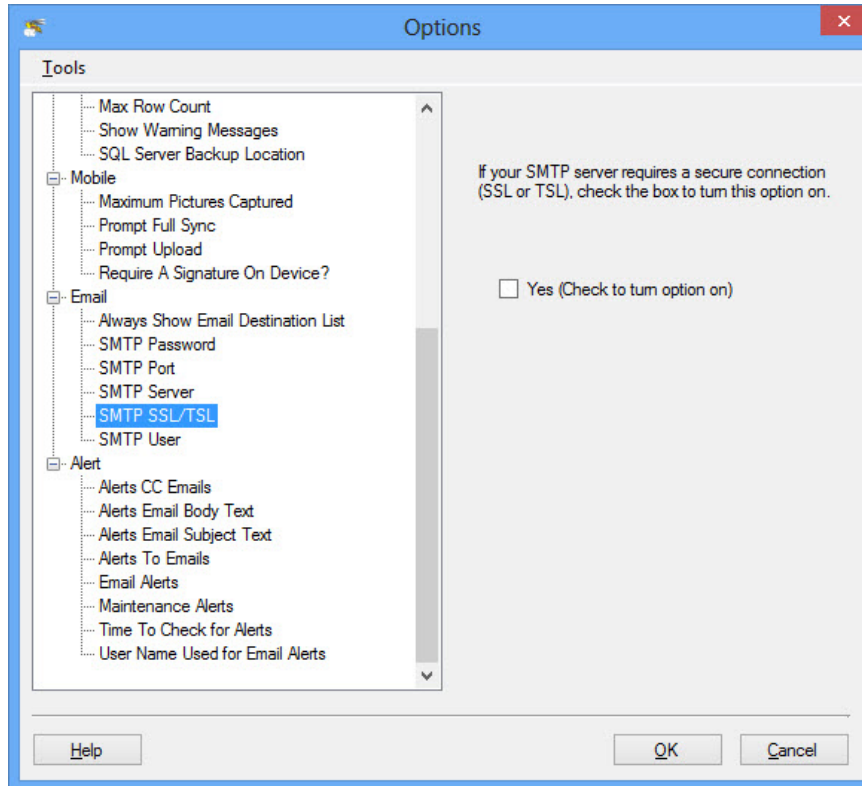 Options
Tools
Max Row Count
Show Warning Messages
SQL Server Backup Location
Mobile
Maximum Pictures Captured
Prompt Full Sync
Prompt Upload
Require A Signature On Device?
Email
Always Show Email Destination List
SMTP Password
SMTP Port
SMTP Server
SMTP SSL/TSL
SMTP User
Alert
Alerts CC Emails
Alerts Email Body Text
Alerts Email Subject Text
Alerts To Emails
Email Alerts
Maintenance Alerts
Time To Check for Alerts
User Name Used for Email Alerts
If your SMTP server requires a secure connection
(SSL or TSL), check the box to turn this option on.
Yes (Check to turn option on)
Help
OK
Cancel